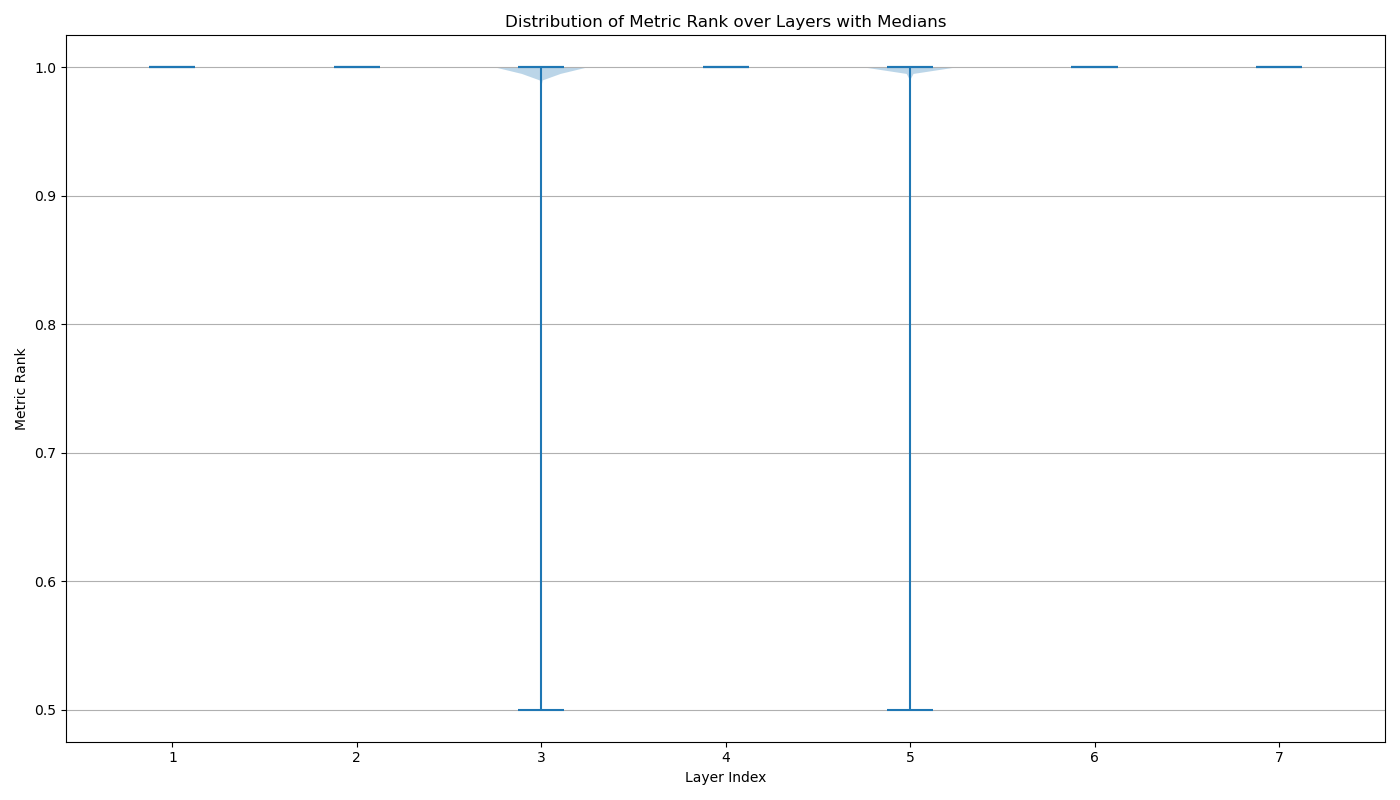 Distribution of Metric Rank over Layers with Medians
1.0
0.9
0.8
0.7
0.6
0.5
Metric Rank
1 2 3 4 5 6 7
Layer Index